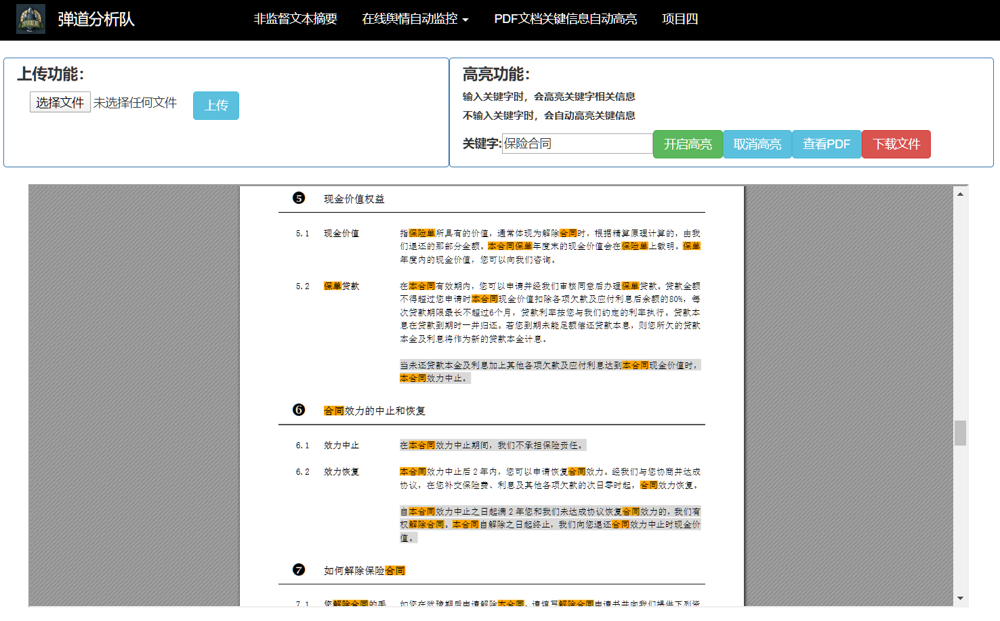 弹道分析队
非监督文本摘要
在线舆情自动监控
PDF文档关键信息自动高亮
项目四
上传功能：
选择文件 未选择任何文件 上传
高亮功能：
输入关键字时，会高亮关键字相关信息
不输入关键字时，会自动高亮关键信息
关键字:保险合同 开启高亮 取消高亮 查看PDF 下载文件
❺ 现金价值权益
5.1 现金价值 指保险单所具有的价值，通常体现为解除合同时，根据精算原理计算的，由我
们退还的那部分金额。本合同保单年度末的现金价值会在保险单上载明。保单
年度内的现金价值，您可以向我们咨询。
5.2 保单贷款 在本合同有效期内，您可以申请并经我们审核同意后办理保单贷款。贷款金额
不得超过您申请时本合同现金价值扣除各项欠款及应付利息后余额的80%，每
次贷款期限最长不超过6个月，贷款利率按您与我们约定的利率执行。贷款本
息在贷款到期时一并归还。若您到期未能足额偿还贷款本息，则您所欠的贷款
本金及利息将作为新的贷款本金计息。
当未还贷款本金及利息加上其他各项欠款及应付利息达到本合同现金价值时，
本合同效力中止。
❻ 合同效力的中止和恢复
6.1 效力中止 在本合同效力中止期间，我们不承担保险责任。
6.2 效力恢复 本合同效力中止后2年内，您可以申请恢复合同效力。经我们与您协商并达成
协议，在您补交保险费、利息及其他各项欠款的次日零时起，合同效力恢复。
自本合同效力中止之日起满2年您和我们未达成协议恢复合同效力的，我们有
权解除合同。本合同自解除之日起终止，我们向您退还合同效力中止时现金价
值。
❼ 如何解除保险合同
7.1 您解除合同的手 如您在犹豫期后申请解除本合同，请填写解除合同申请书并向我们提供下列资